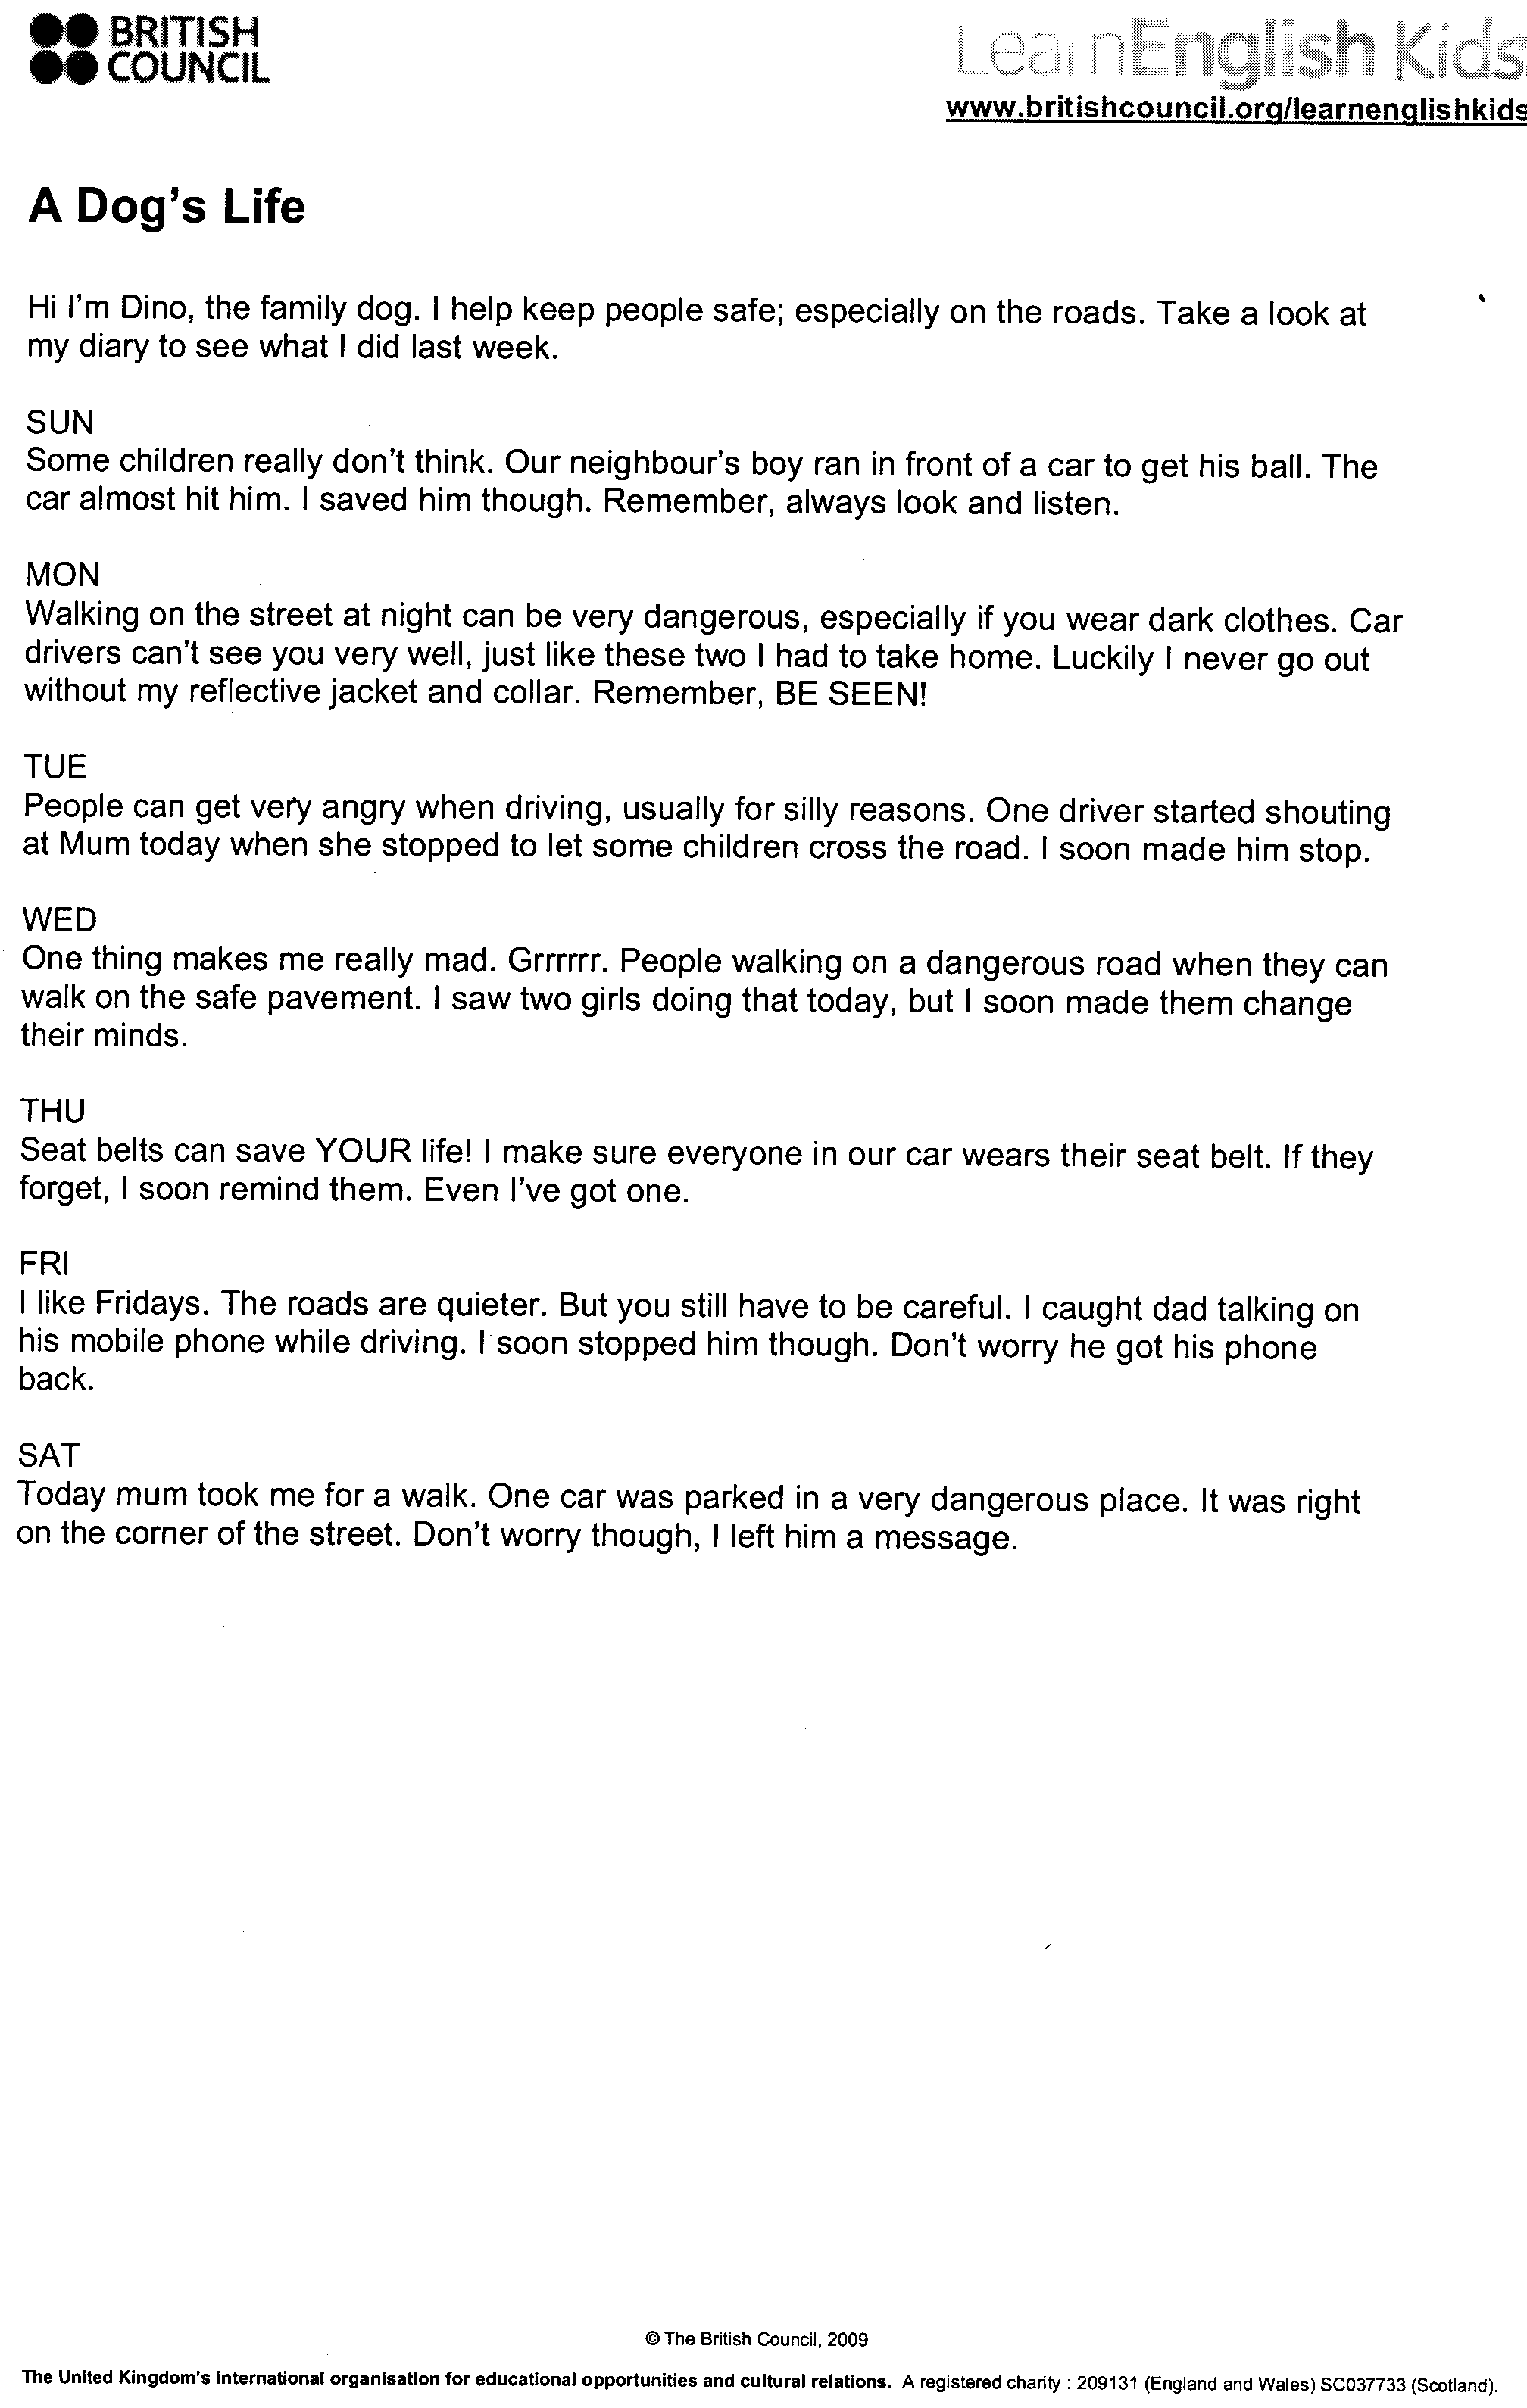 BRITISH
COUNCIL
LearnEnglish Kids
www.britishcouncil.org/learnenglishkids
A Dog's Life
Hi I'm Dino, the family dog. I help keep people safe; especially on the roads. Take a look at
my diary to see what I did last week.
SUN
Some children really don't think. Our neighbour's boy ran in front of a car to get his ball. The
car almost hit him. I saved him though. Remember, always look and listen.
MON
Walking on the street at night can be very dangerous, especially if you wear dark clothes. Car
drivers can't see you very well, just like these two I had to take home. Luckily I never go out
without my reflective jacket and collar. Remember, BE SEEN!
TUE
People can get very angry when driving, usually for silly reasons. One driver started shouting
at Mum today when she stopped to let some children cross the road. I soon made him stop.
WED
One thing makes me really mad. Grrrrrr. People walking on a dangerous road when they can
walk on the safe pavement. I saw two girls doing that today, but I soon made them change
their minds.
THU
Seat belts can save YOUR life! I make sure everyone in our car wears their seat belt. If they
forget, I soon remind them. Even I've got one.
FRI
I like Fridays. The roads are quieter. But you still have to be careful. I caught dad talking on
his mobile phone while driving. I soon stopped him though. Don't worry he got his phone
back.
SAT
Today mum took me for a walk. One car was parked in a very dangerous place. It was right
on the corner of the street. Don't worry though, I left him a message.
© The British Council, 2009
The United Kingdom's international organisation for educational opportunities and cultural relations. A registered charity : 209131 (England and Wales) SC037733 (Scotland).